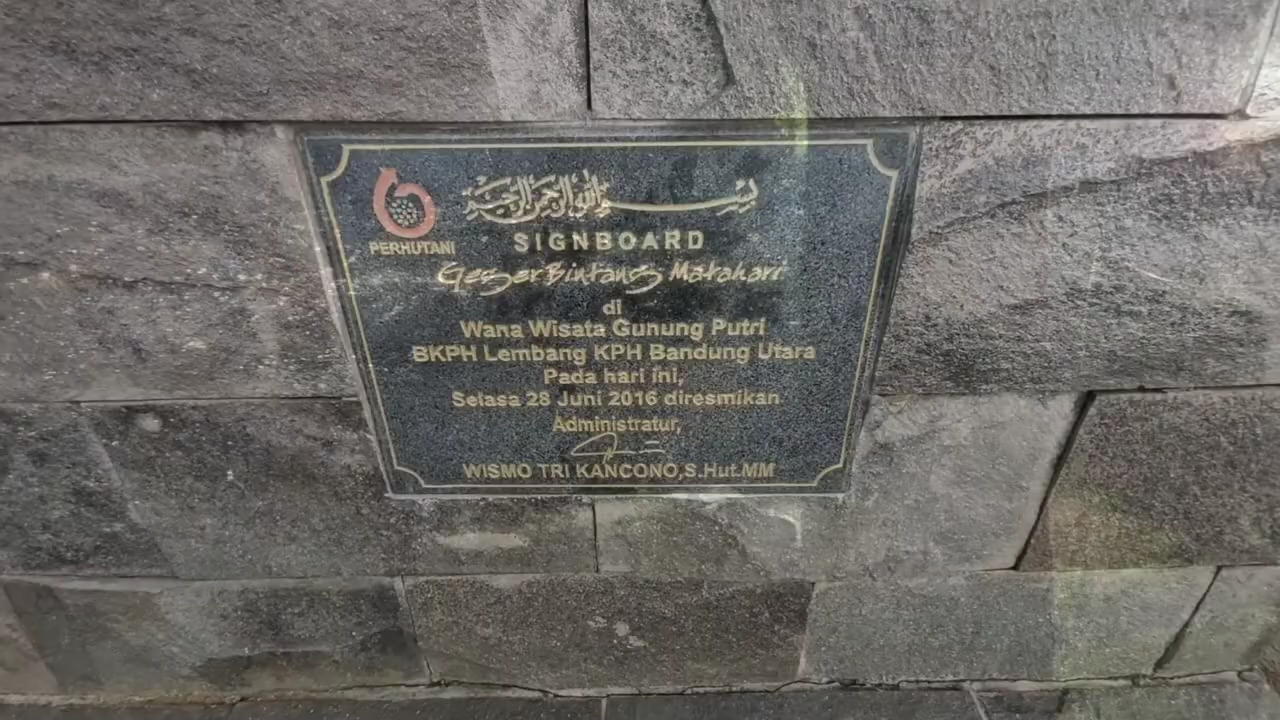 بسم الله الرحمن الرحيم
PERHUTANI
SIGNBOARD
Geger Bintang Matahari
di
Wana Wisata Gunung Putri
BKPH Lembang KPH Bandung Utara
Pada hari ini,
Selasa 28 Juni 2016 diresmikan
Administratur,
WISMO TRI KANCONO,S.Hut.MM